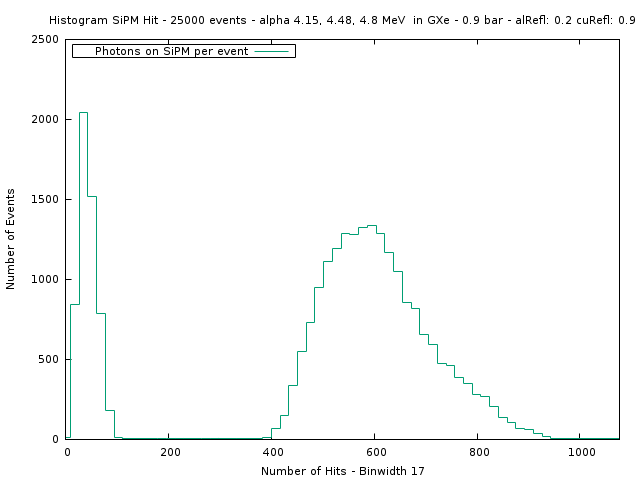 Histogram SiPM Hit - 25000 events - alpha 4.15, 4.48, 4.8 MeV  in GXe - 0.9 bar - alRefl: 0.2 cuRefl: 0.9
Photons on SiPM per event
2500
2000
1500
1000
500
0
Number of Events
0 200 400 600 800 1000
Number of Hits - Binwidth 17